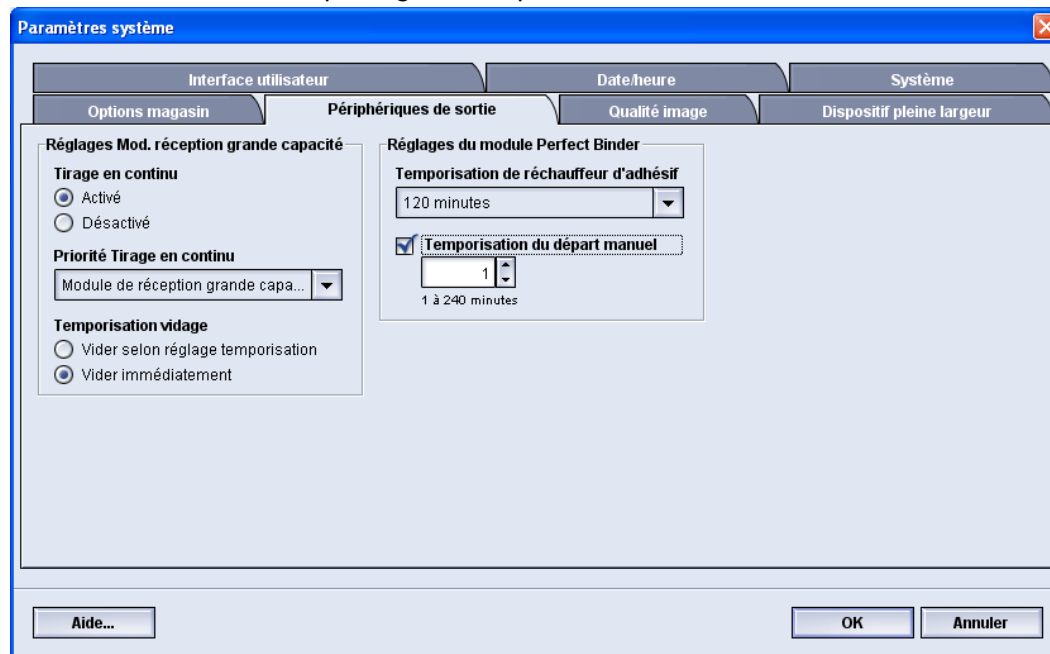 Paramètres système
Interface utilisateur
Date/heure
Système
Options magasin
Périphériques de sortie
Qualité image
Dispositif pleine largeur
Réglages Mod. réception grande capacité
Tirage en continu
Activé
Désactivé
Priorité Tirage en continu
Module de réception grande capa...
Temporisation vidage
Vider selon réglage temporisation
Vider immédiatement
Réglages du module Perfect Binder
Temporisation de réchauffeur d'adhésif
120 minutes
Temporisation du départ manuel
1
1 à 240 minutes
Aide...
OK
Annuler